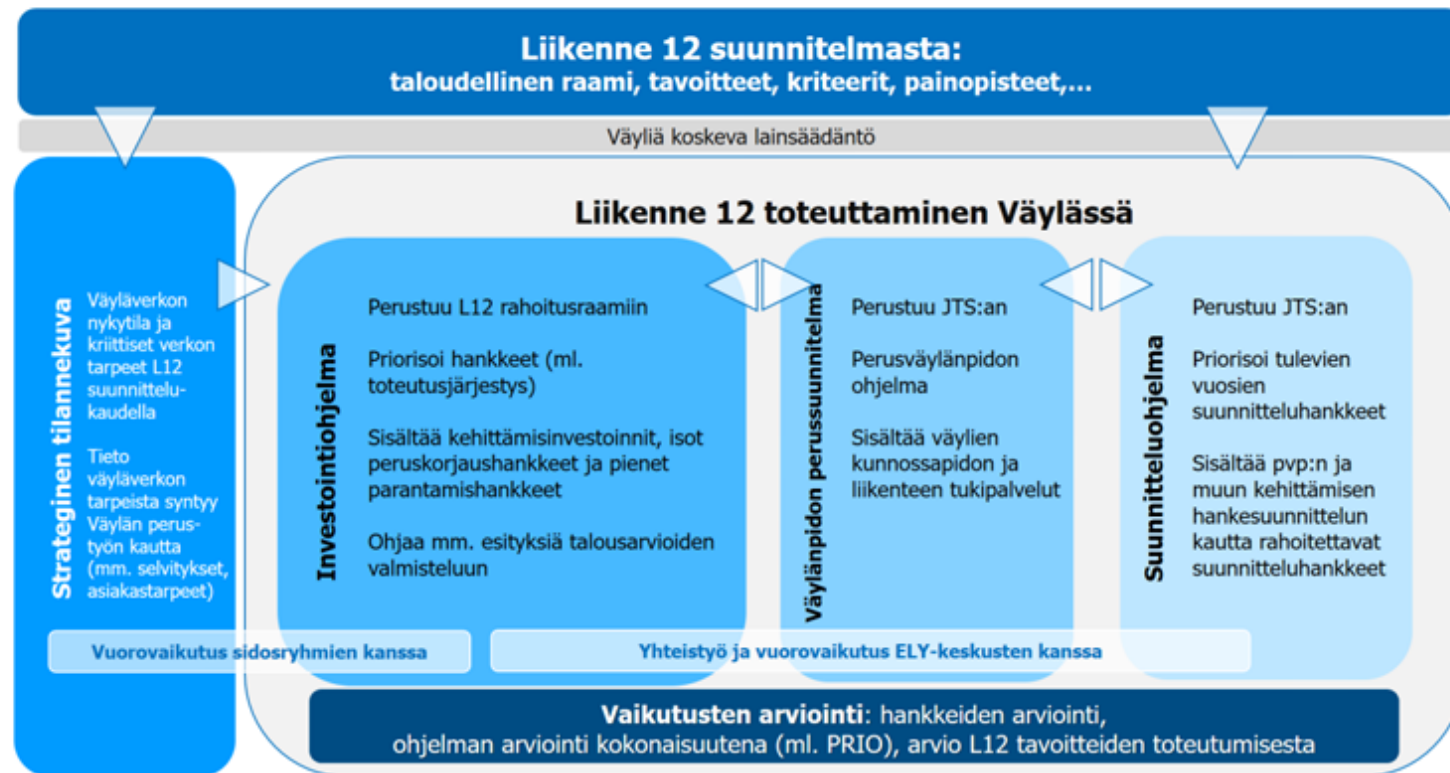 Liikenne 12 suunnitelmasta:
taloudellinen raami, tavoitteet, kriteerit, painopisteet,...
Väyliä koskeva lainsäädäntö
Strateginen tilannekuva
Väyläverkon
nykytila ja
kriittiset verkon
tarpeet L12
suunnittelu-
kaudella
Tieto
väyläverkon
tarpeista syntyy
Väylän perus-
työn kautta
(mm. selvitykset,
asiakastarpeet)
Liikenne 12 toteuttaminen Väylässä
Investointiohjelma
Perustuu L12 rahoitusraamiin
Priorisoi hankkeet (ml.
toteutusjärjestys)
Sisältää kehittämisinvestoinnit, isot
peruskorjaushankkeet ja pienet
parantamishankkeet
Ohjaa mm. esityksiä talousarvioiden
valmisteluun
Väylänpidon perussuunnitelma
Perustuu JTS:an
Perusväylänpidon
ohjelma
Sisältää väylien
kunnossapidon ja
liikenteen tukipalvelut
Suunnitteluohjelma
Perustuu JTS:an
Priorisoi tulevien
vuosien
suunnitteluhankkeet
Sisältää pvp:n ja
muun kehittämisen
hankesuunnittelun
kautta rahoitettavat
suunnitteluhankkeet
Vuorovaikutus sidosryhmien kanssa
Yhteistyö ja vuorovaikutus ELY-keskusten kanssa
Vaikutusten arviointi: hankkeiden arviointi,
ohjelman arviointi kokonaisuutena (ml. PRIO), arvio L12 tavoitteiden toteutumisesta